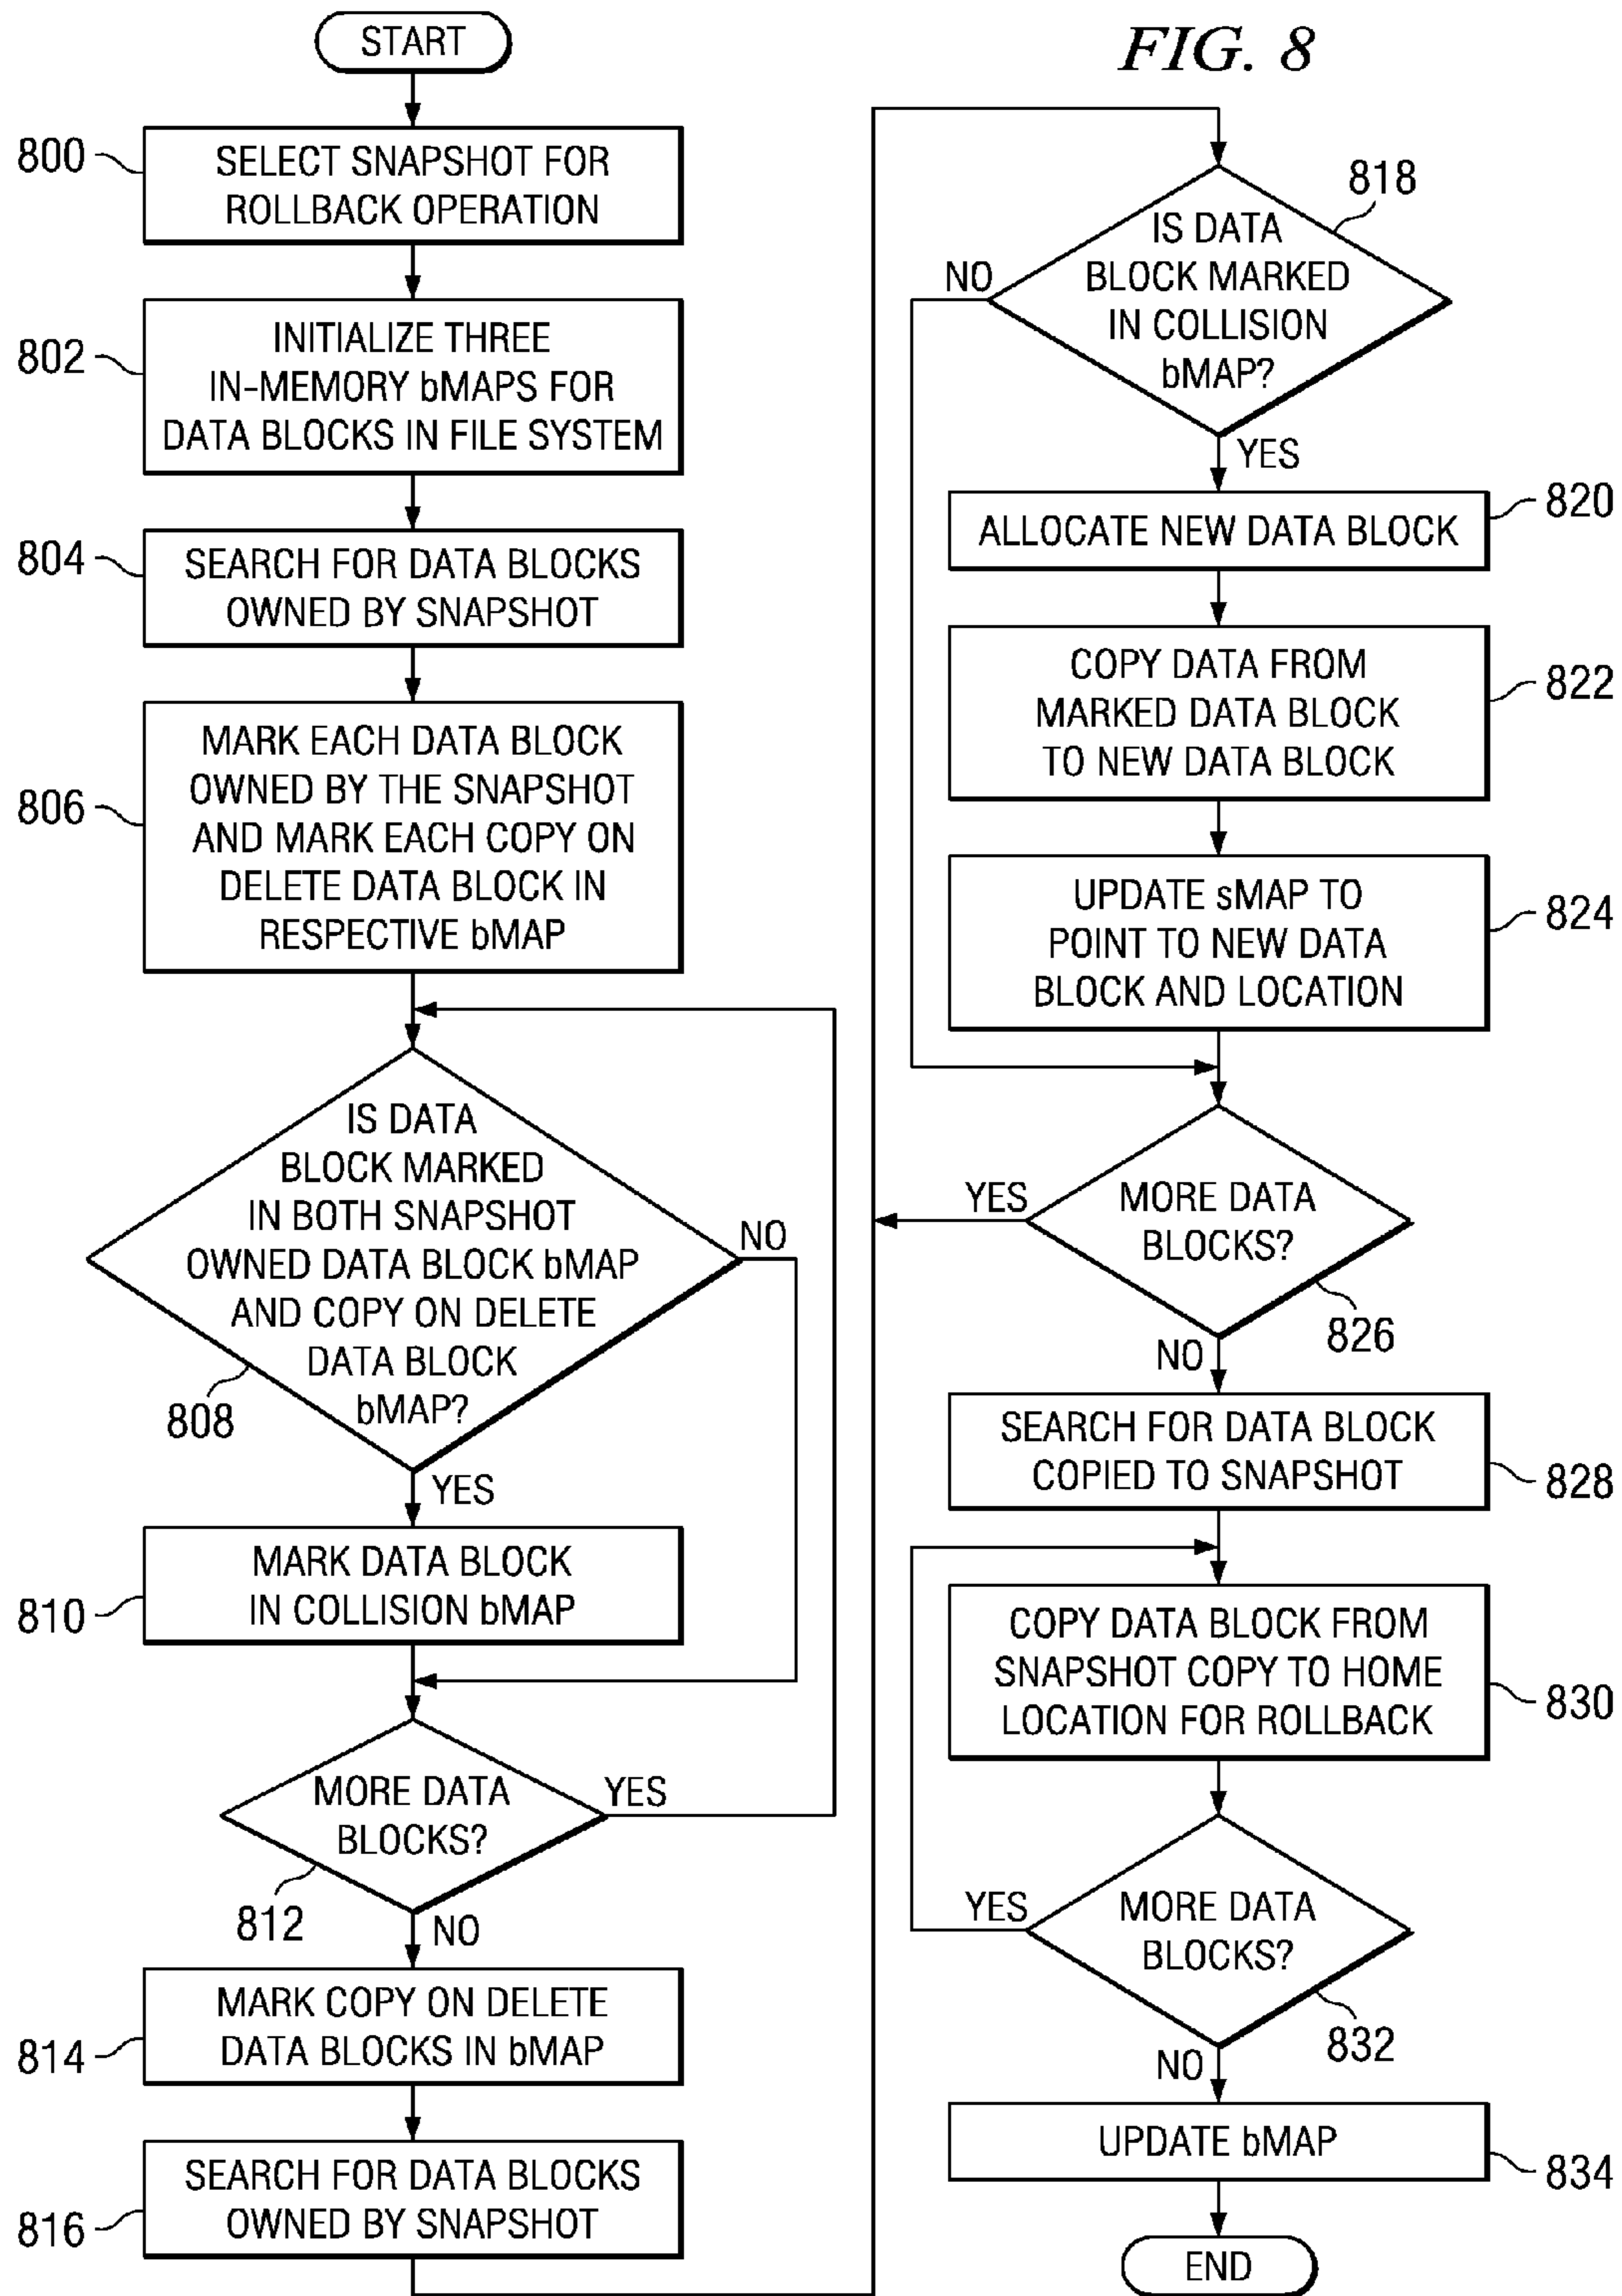 FIG. 8
START
800
SELECT SNAPSHOT FOR
ROLLBACK OPERATION
802
INITIALIZE THREE
IN-MEMORY bMAPS FOR
DATA BLOCKS IN FILE SYSTEM
804
SEARCH FOR DATA BLOCKS
OWNED BY SNAPSHOT
806
MARK EACH DATA BLOCK
OWNED BY THE SNAPSHOT
AND MARK EACH COPY ON
DELETE DATA BLOCK IN
RESPECTIVE bMAP
IS DATA
BLOCK MARKED
IN BOTH SNAPSHOT
OWNED DATA BLOCK bMAP
AND COPY ON DELETE
DATA BLOCK
bMAP?
808
NO
YES
810
MARK DATA BLOCK
IN COLLISION bMAP
MORE DATA
BLOCKS?
812
YES
NO
814
MARK COPY ON DELETE
DATA BLOCKS IN bMAP
816
SEARCH FOR DATA BLOCKS
OWNED BY SNAPSHOT
818
IS DATA
BLOCK MARKED
IN COLLISION
bMAP?
NO
YES
ALLOCATE NEW DATA BLOCK
820
COPY DATA FROM
MARKED DATA BLOCK
TO NEW DATA BLOCK
822
UPDATE sMAP TO
POINT TO NEW DATA
BLOCK AND LOCATION
824
YES
MORE DATA
BLOCKS?
826
NO
SEARCH FOR DATA BLOCK
COPIED TO SNAPSHOT
828
COPY DATA BLOCK FROM
SNAPSHOT COPY TO HOME
LOCATION FOR ROLLBACK
830
YES
MORE DATA
BLOCKS?
832
NO
UPDATE bMAP
834
END